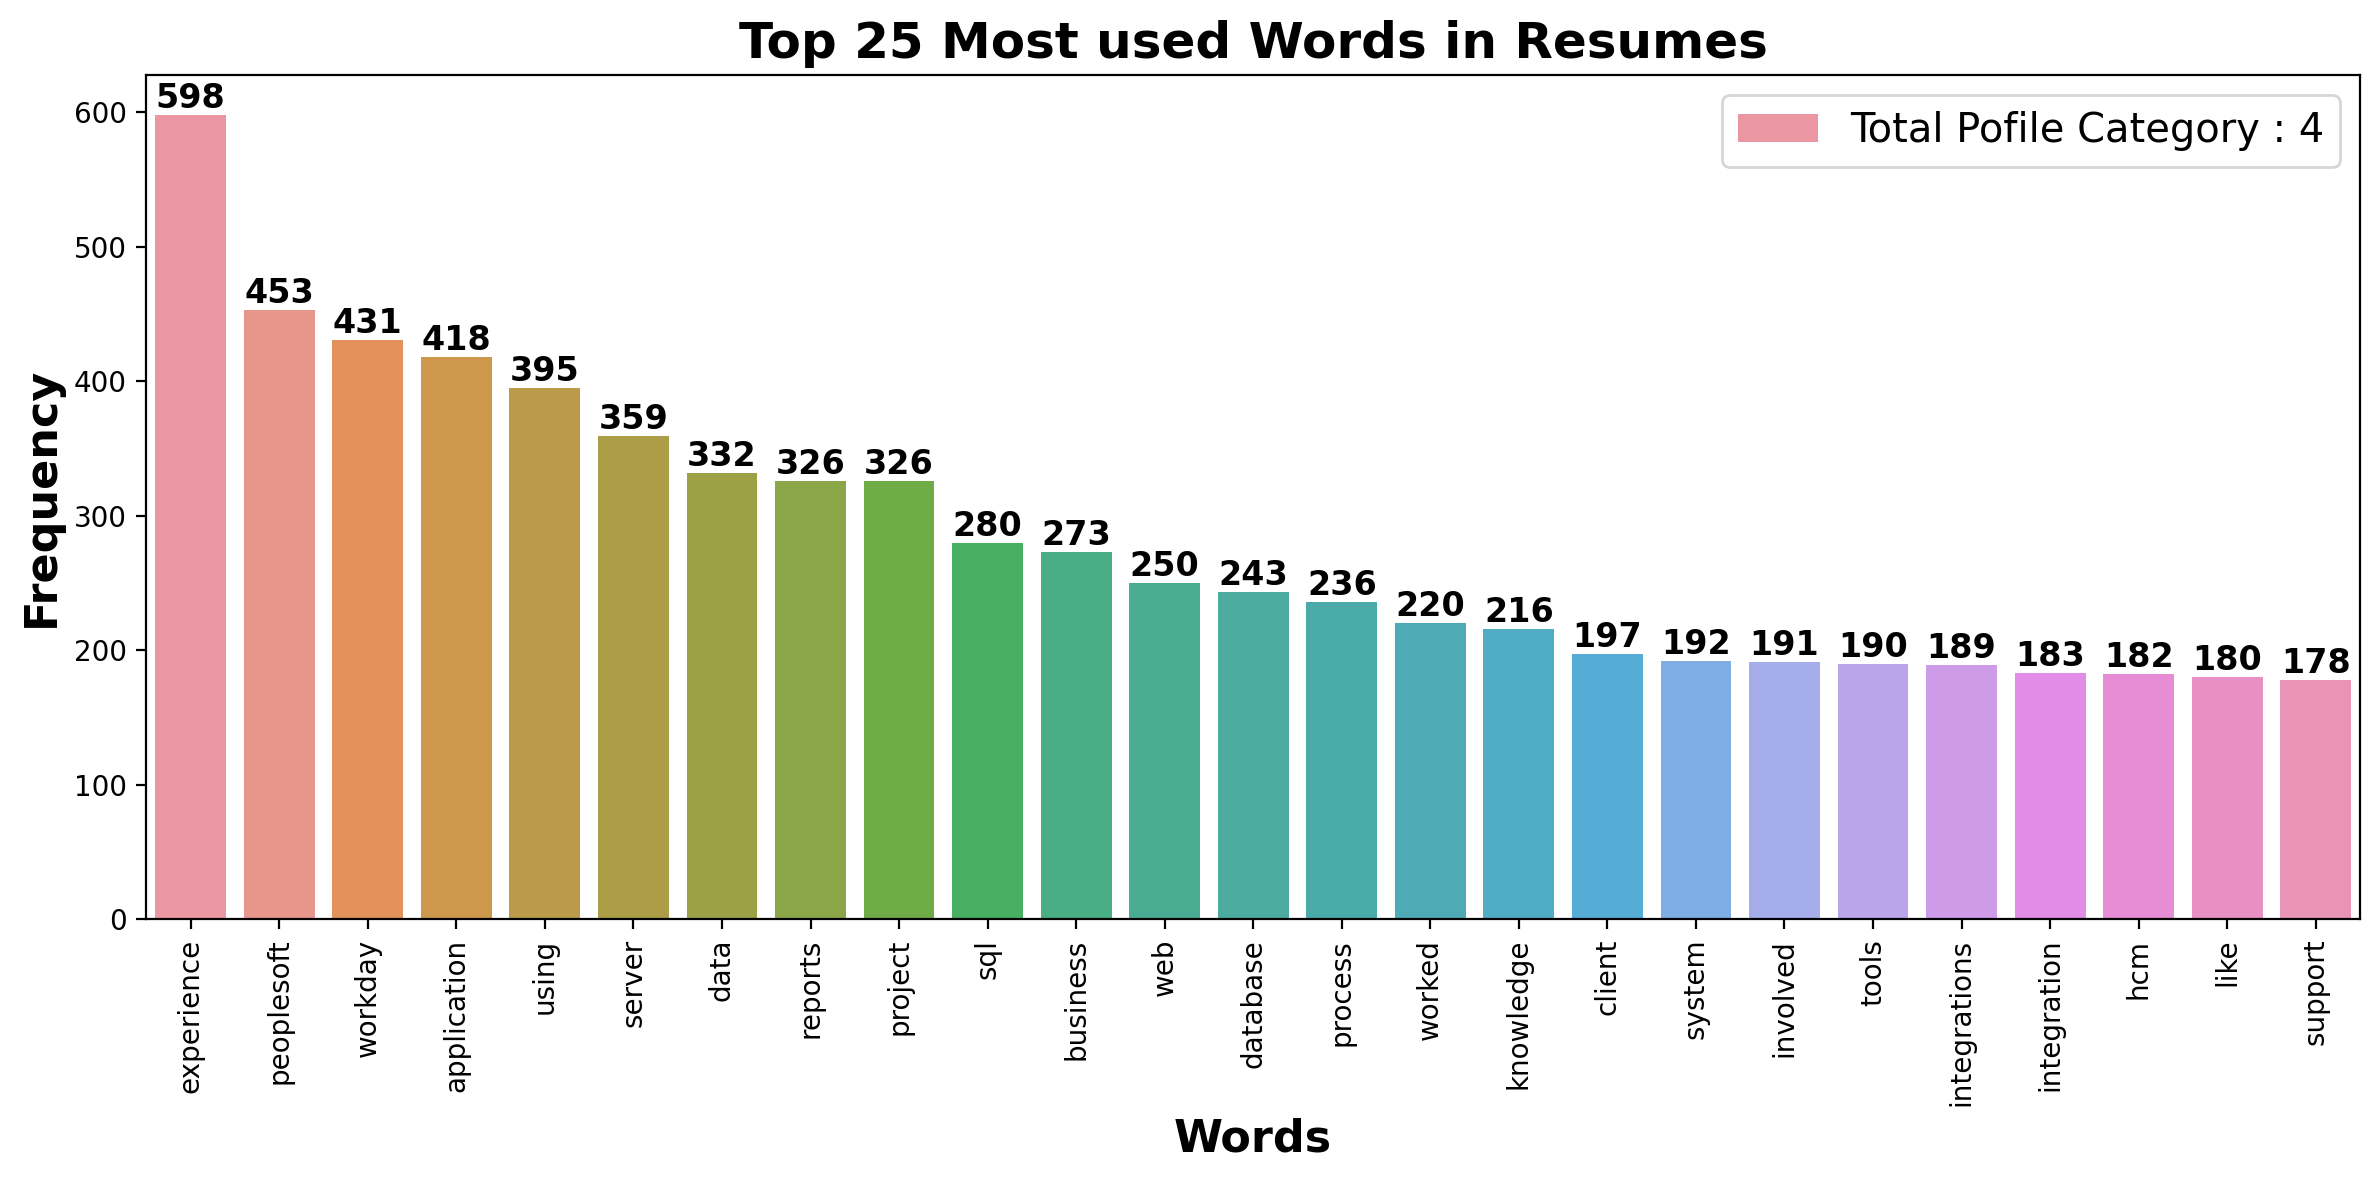 Top 25 Most used Words in Resumes
Total Pofile Category : 4
Frequency
600
500
400
300
200
100
0
598
453
431
418
395
359
332
326
326
280
273
250
243
236
220
216
197
192
191
190
189
183
182
180
178
experience
peoplesoft
workday
application
using
server
data
reports
project
sql
business
web
database
process
worked
knowledge
client
system
involved
tools
integrations
integration
hcm
like
support
Words